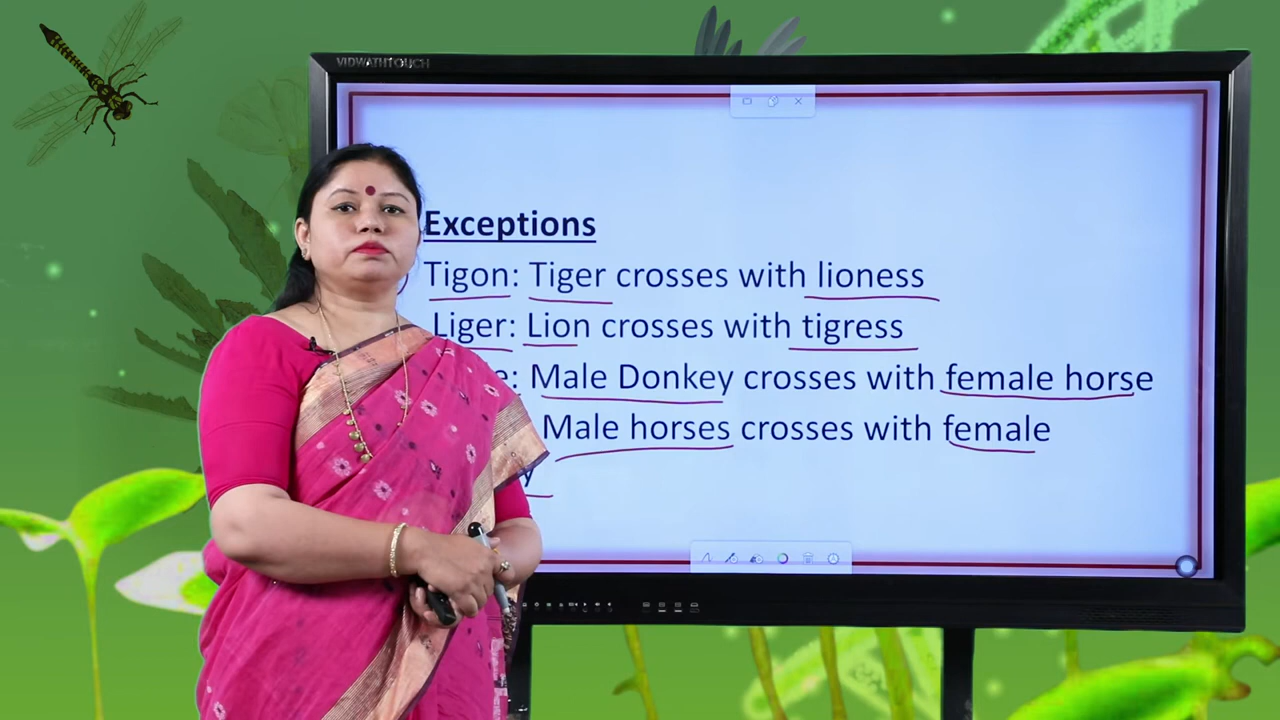 VIDWATHTOUCH
Exceptions
Tigon: Tiger crosses with lioness
Liger: Lion crosses with tigress
Male Donkey crosses with female horse
Male horses crosses with female